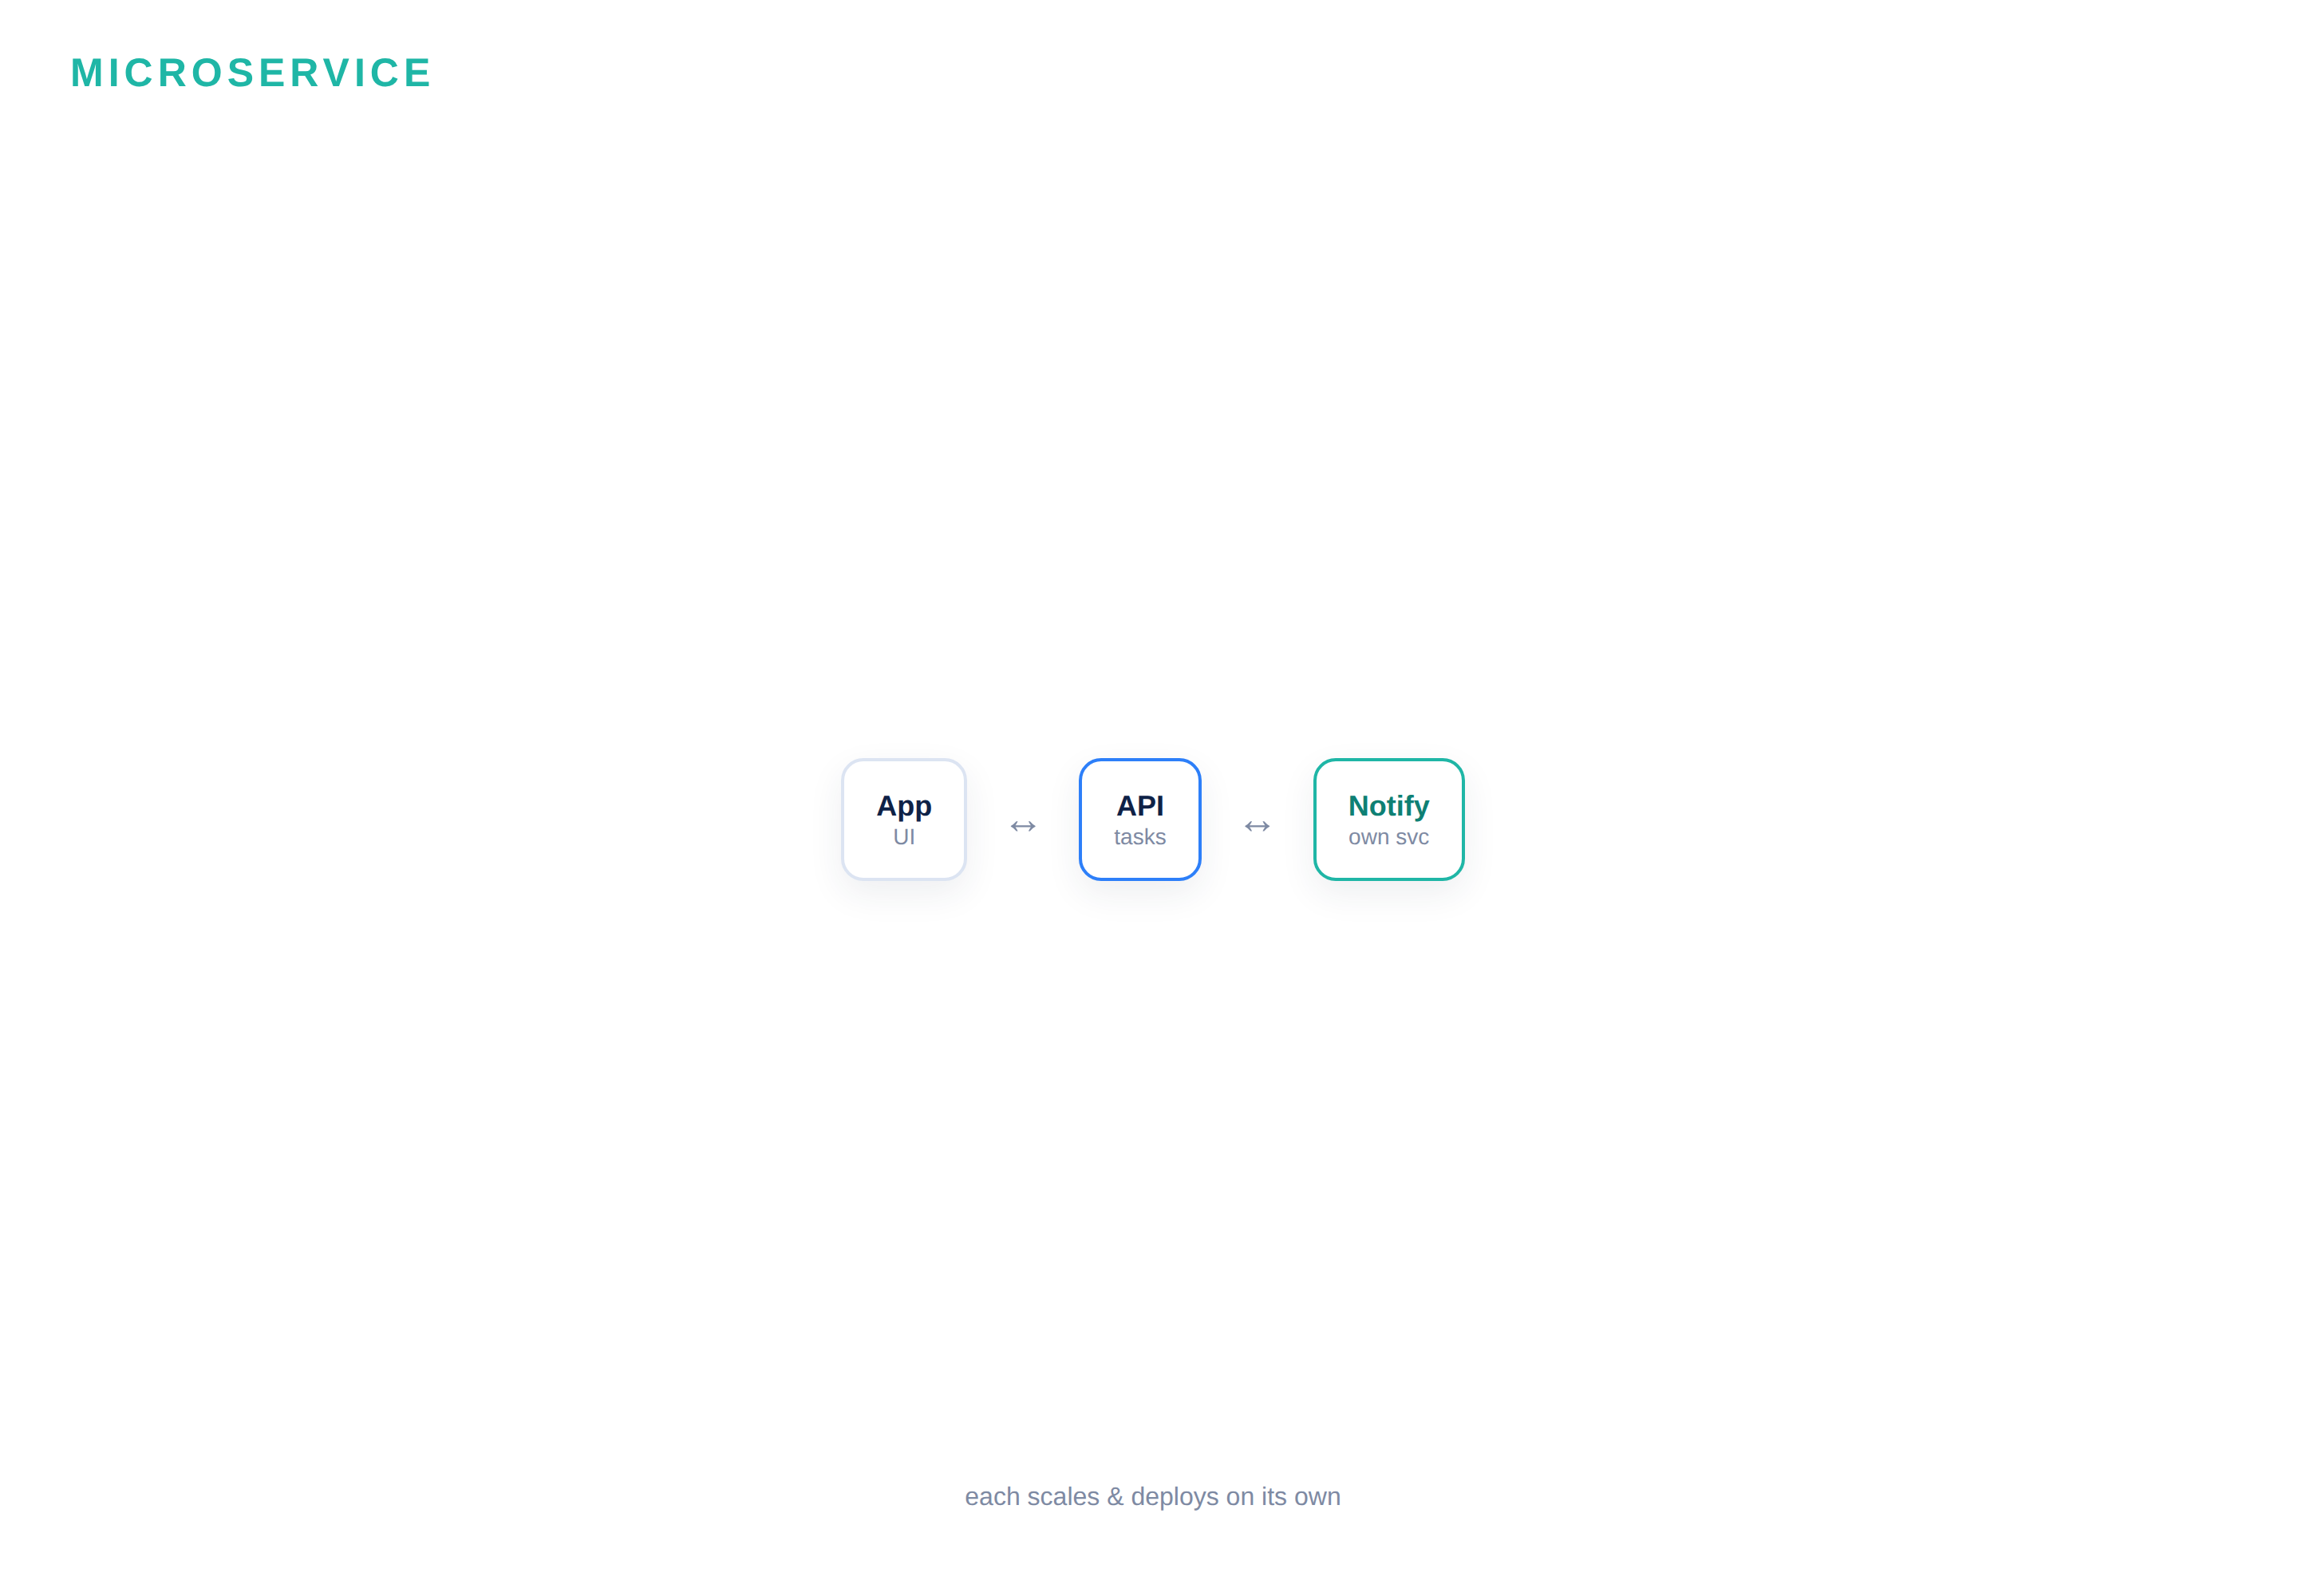 MICROSERVICE
App
UI
↔
API
tasks
↔
Notify
own svc
each scales & deploys on its own